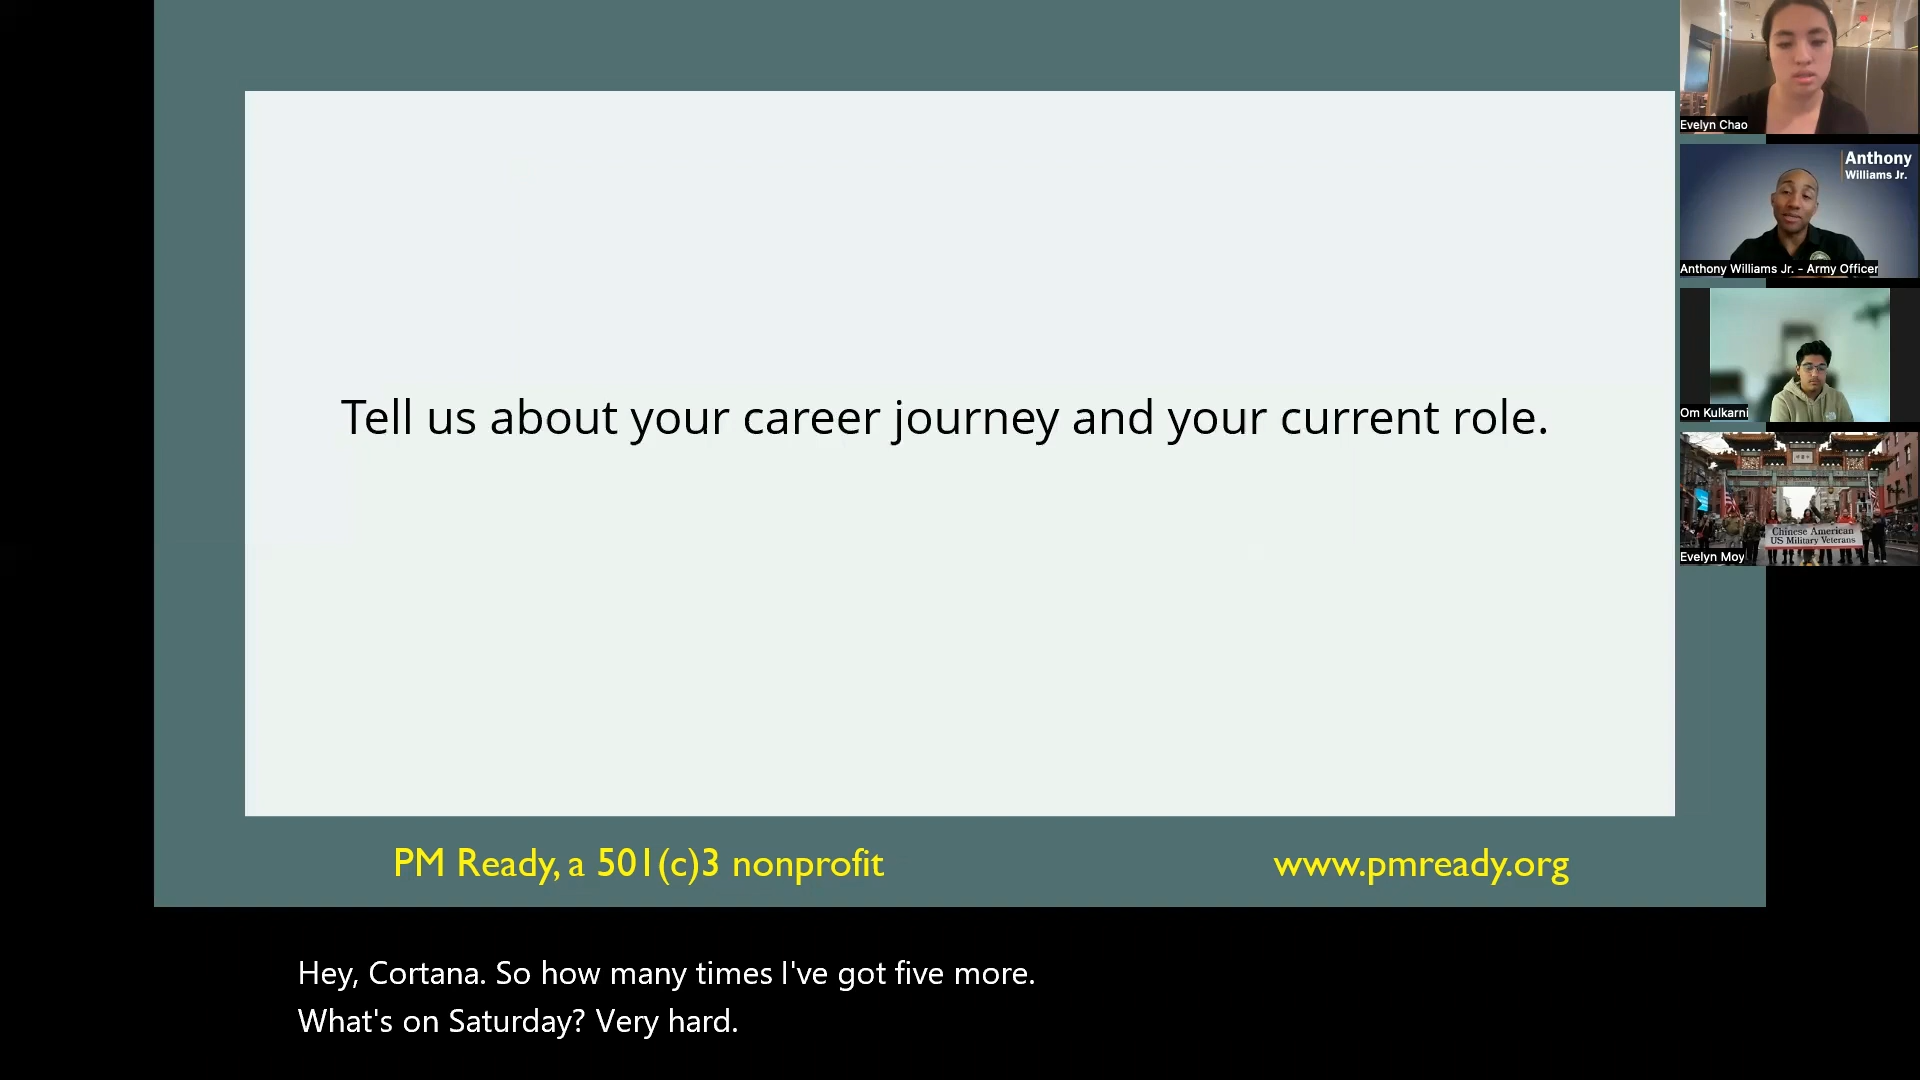 Tell us about your career journey and your current role.
PM Ready, a 501(c)3 nonprofit
www.pmready.org
Evelyn Chao
Anthony
Williams Jr.
Anthony Williams Jr. - Army Officer
Om Kulkarni
Chinese American
US Military Veterans
Evelyn Moy
Hey, Cortana. So how many times I've got five more.
What's on Saturday? Very hard.